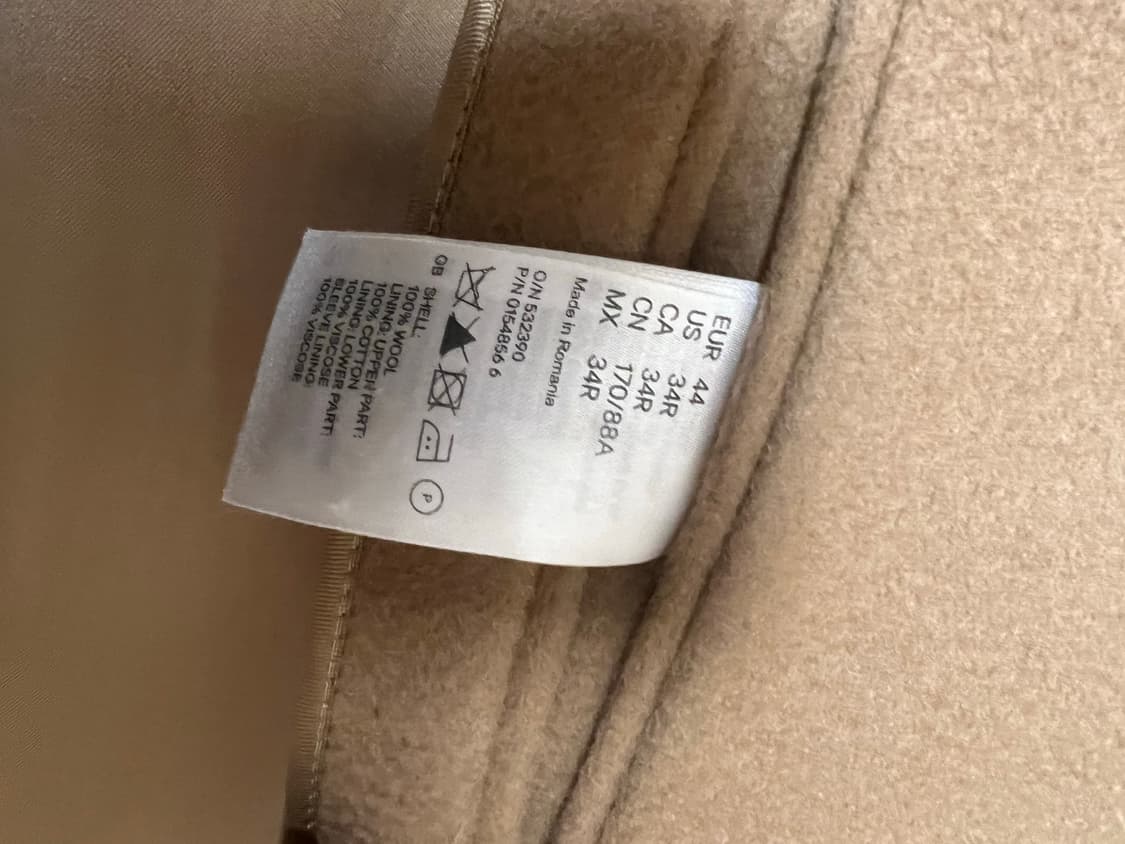 EUR 44
US 34R
CA 34R
CN 170/88A
MX 34R
Made in Romania
O/N 532390
P/N 0154856 6
P
GB SHELL:
100% WOOL
LINING: UPPER PART:
100% COTTON
LINING: LOWER PART:
100% VISCOSE
SLEEVE LINING:
100% VISCOSE